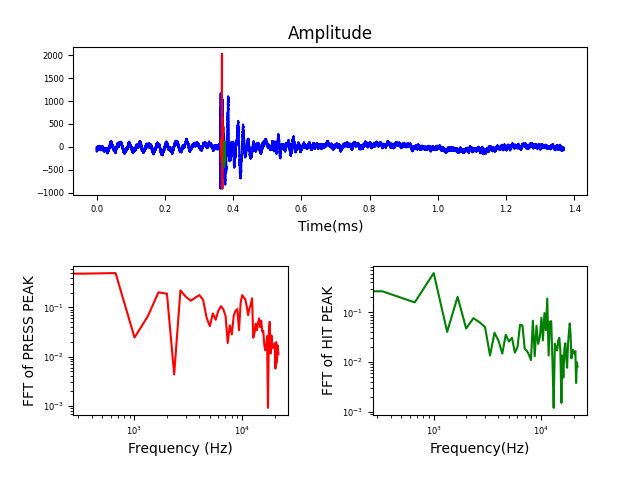 Amplitude
2000
1500
1000
500
0
−500
−1000
0.0 0.2 0.4 0.6 0.8 1.0 1.2 1.4
Time(ms)
FFT of PRESS PEAK
10⁻¹
10⁻²
10⁻³
10³ 10⁴
Frequency (Hz)
FFT of HIT PEAK
10⁻¹
10⁻²
10⁻³
10³ 10⁴
Frequency(Hz)